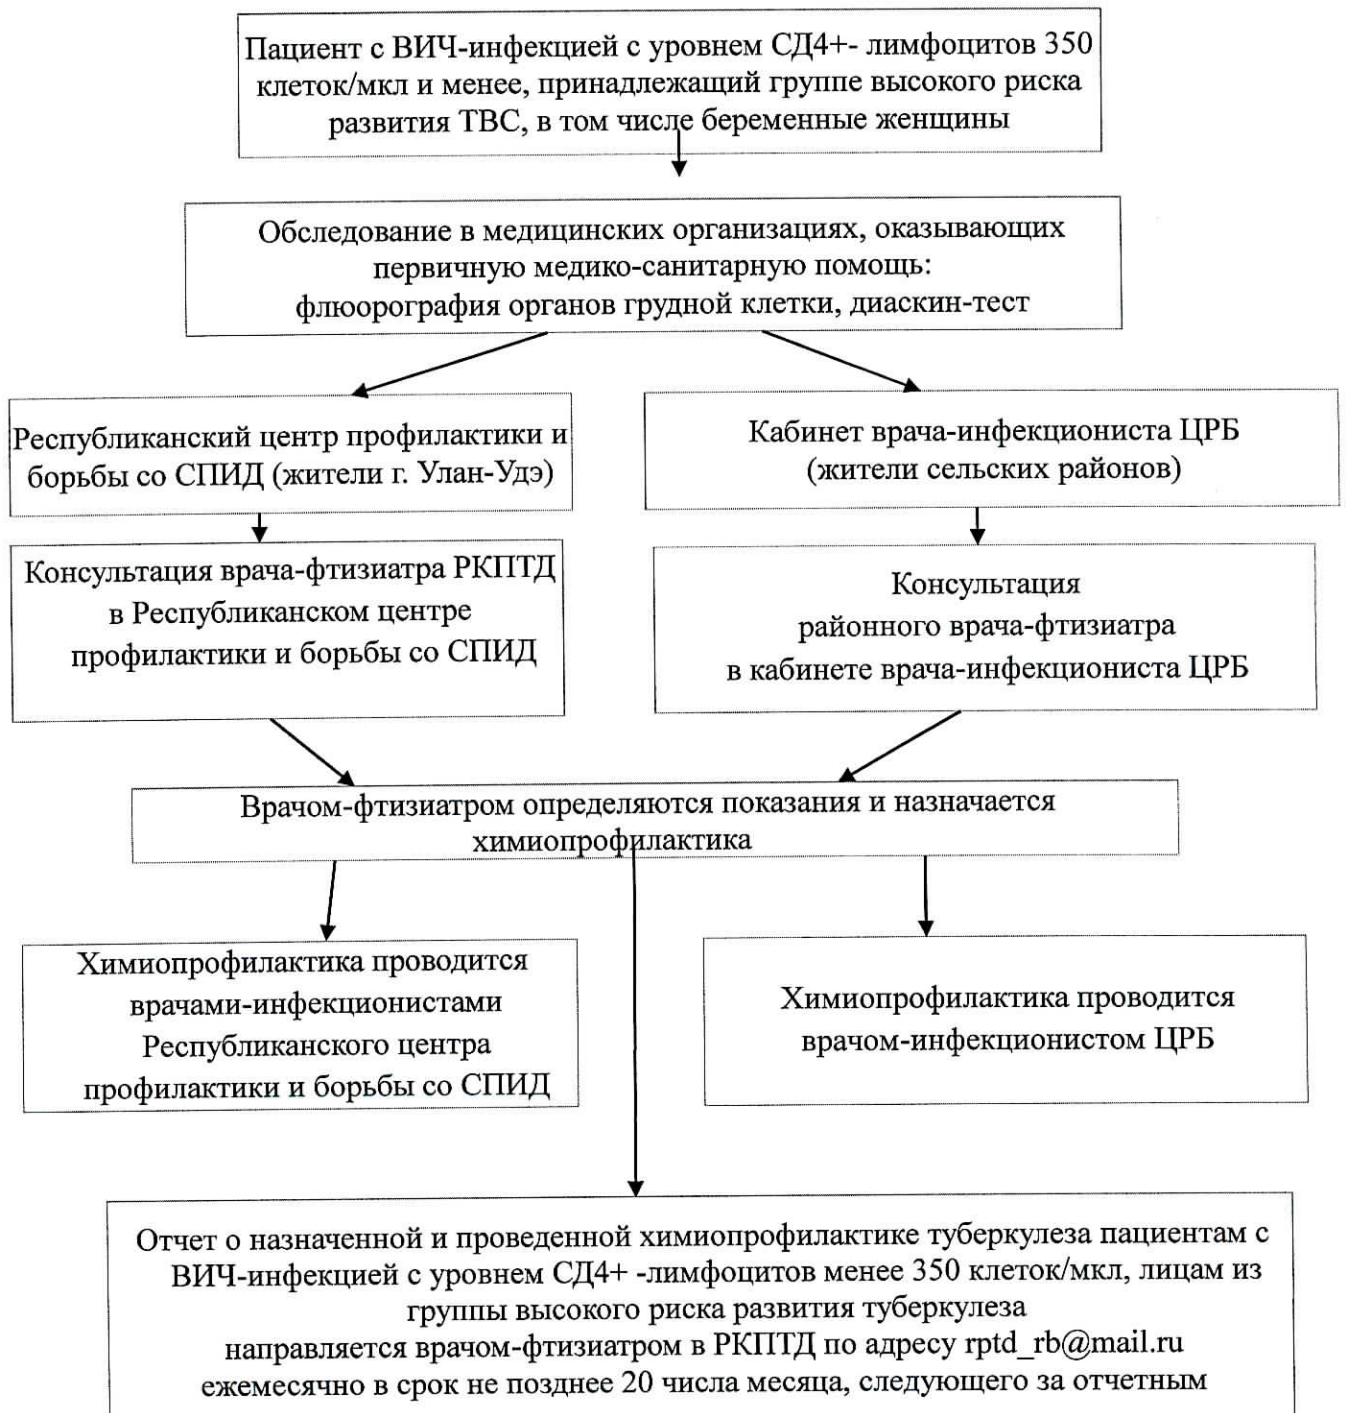 Пациент с ВИЧ-инфекцией с уровнем СД4+- лимфоцитов 350
клеток/мкл и менее, принадлежащий группе высокого риска
развития ТВС, в том числе беременные женщины
Обследование в медицинских организациях, оказывающих
первичную медико-санитарную помощь:
флюорография органов грудной клетки, диаскин-тест
Республиканский центр профилактики и
борьбы со СПИД (жители г. Улан-Удэ)
Кабинет врача-инфекциониста ЦРБ
(жители сельских районов)
Консультация врача-фтизиатра РКПТД
в Республиканском центре
профилактики и борьбы со СПИД
Консультация
районного врача-фтизиатра
в кабинете врача-инфекциониста ЦРБ
Врачом-фтизиатром определяются показания и назначается
химиопрофилактика
Химиопрофилактика проводится
врачами-инфекционистами
Республиканского центра
профилактики и борьбы со СПИД
Химиопрофилактика проводится
врачом-инфекционистом ЦРБ
Отчет о назначенной и проведенной химиопрофилактике туберкулеза пациентам с
ВИЧ-инфекцией с уровнем СД4+ -лимфоцитов менее 350 клеток/мкл, лицам из
группы высокого риска развития туберкулеза
направляется врачом-фтизиатром в РКПТД по адресу rptd_rb@mail.ru
ежемесячно в срок не позднее 20 числа месяца, следующего за отчетным